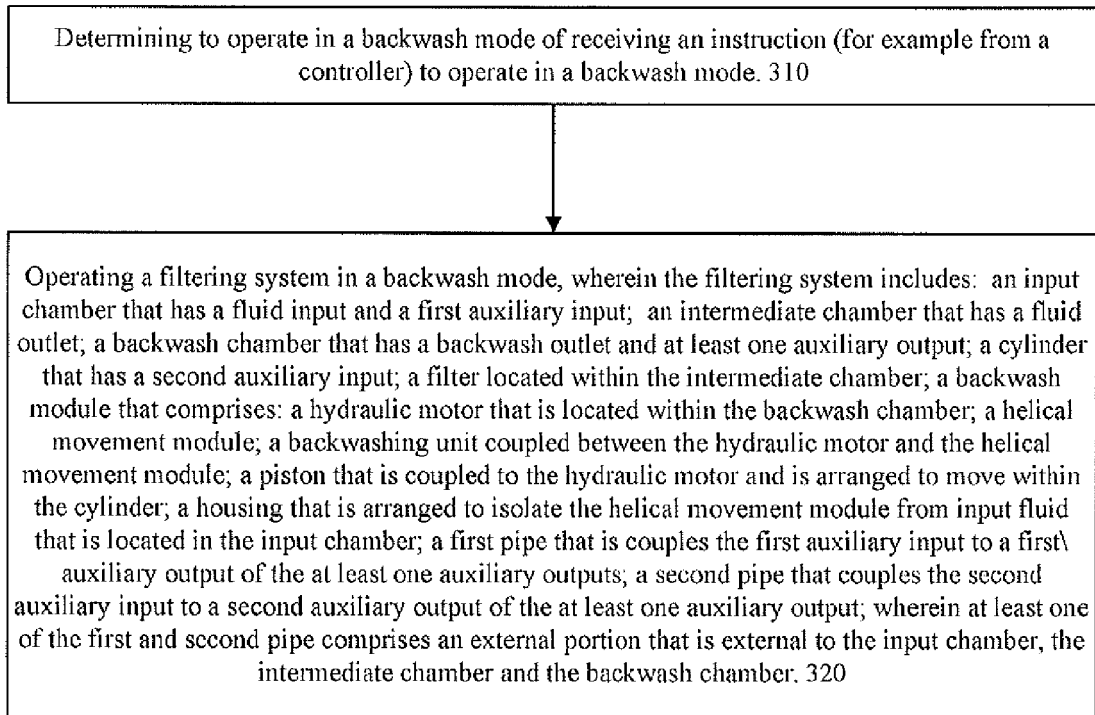 Determining to operate in a backwash mode of receiving an instruction (for example from a
controller) to operate in a backwash mode. 310
Operating a filtering system in a backwash mode, wherein the filtering system includes: an input
chamber that has a fluid input and a first auxiliary input; an intermediate chamber that has a fluid
outlet; a backwash chamber that has a backwash outlet and at least one auxiliary output; a cylinder
that has a second auxiliary input; a filter located within the intermediate chamber; a backwash
module that comprises: a hydraulic motor that is located within the backwash chamber; a helical
movement module; a backwashing unit coupled between the hydraulic motor and the helical
movement module; a piston that is coupled to the hydraulic motor and is arranged to move within
the cylinder; a housing that is arranged to isolate the helical movement module from input fluid
that is located in the input chamber; a first pipe that is couples the first auxiliary input to a first\
auxiliary output of the at least one auxiliary outputs; a second pipe that couples the second
auxiliary input to a second auxiliary output of the at least one auxiliary output; wherein at least one
of the first and second pipe comprises an external portion that is external to the input chamber, the
intermediate chamber and the backwash chamber. 320